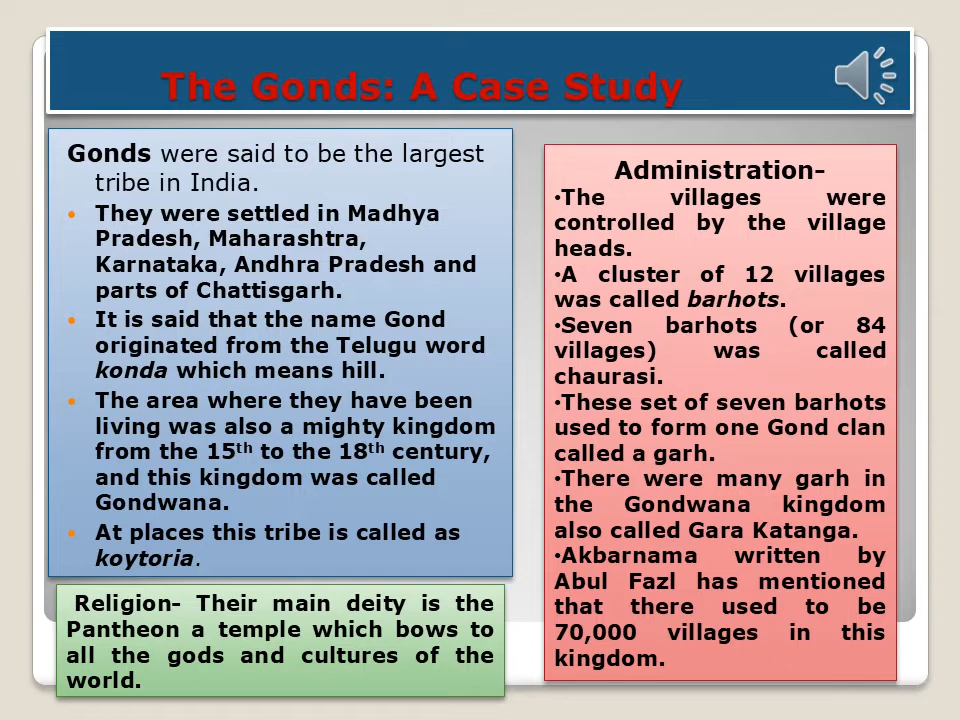 The Gonds: A Case Study
Gonds were said to be the largest
tribe in India.
• They were settled in Madhya
Pradesh, Maharashtra,
Karnataka, Andhra Pradesh and
parts of Chattisgarh.
• It is said that the name Gond
originated from the Telugu word
konda which means hill.
• The area where they have been
living was also a mighty kingdom
from the 15th to the 18th century,
and this kingdom was called
Gondwana.
• At places this tribe is called as
koytoria.
Religion- Their main deity is the
Pantheon a temple which bows to
all the gods and cultures of the
world.
Administration-
•The villages were
controlled by the village
heads.
•A cluster of 12 villages
was called barhots.
•Seven barhots (or 84
villages) was called
chaurasi.
•These set of seven barhots
used to form one Gond clan
called a garh.
•There were many garh in
the Gondwana kingdom
also called Gara Katanga.
•Akbarnama written by
Abul Fazl has mentioned
that there used to be
70,000 villages in this
kingdom.